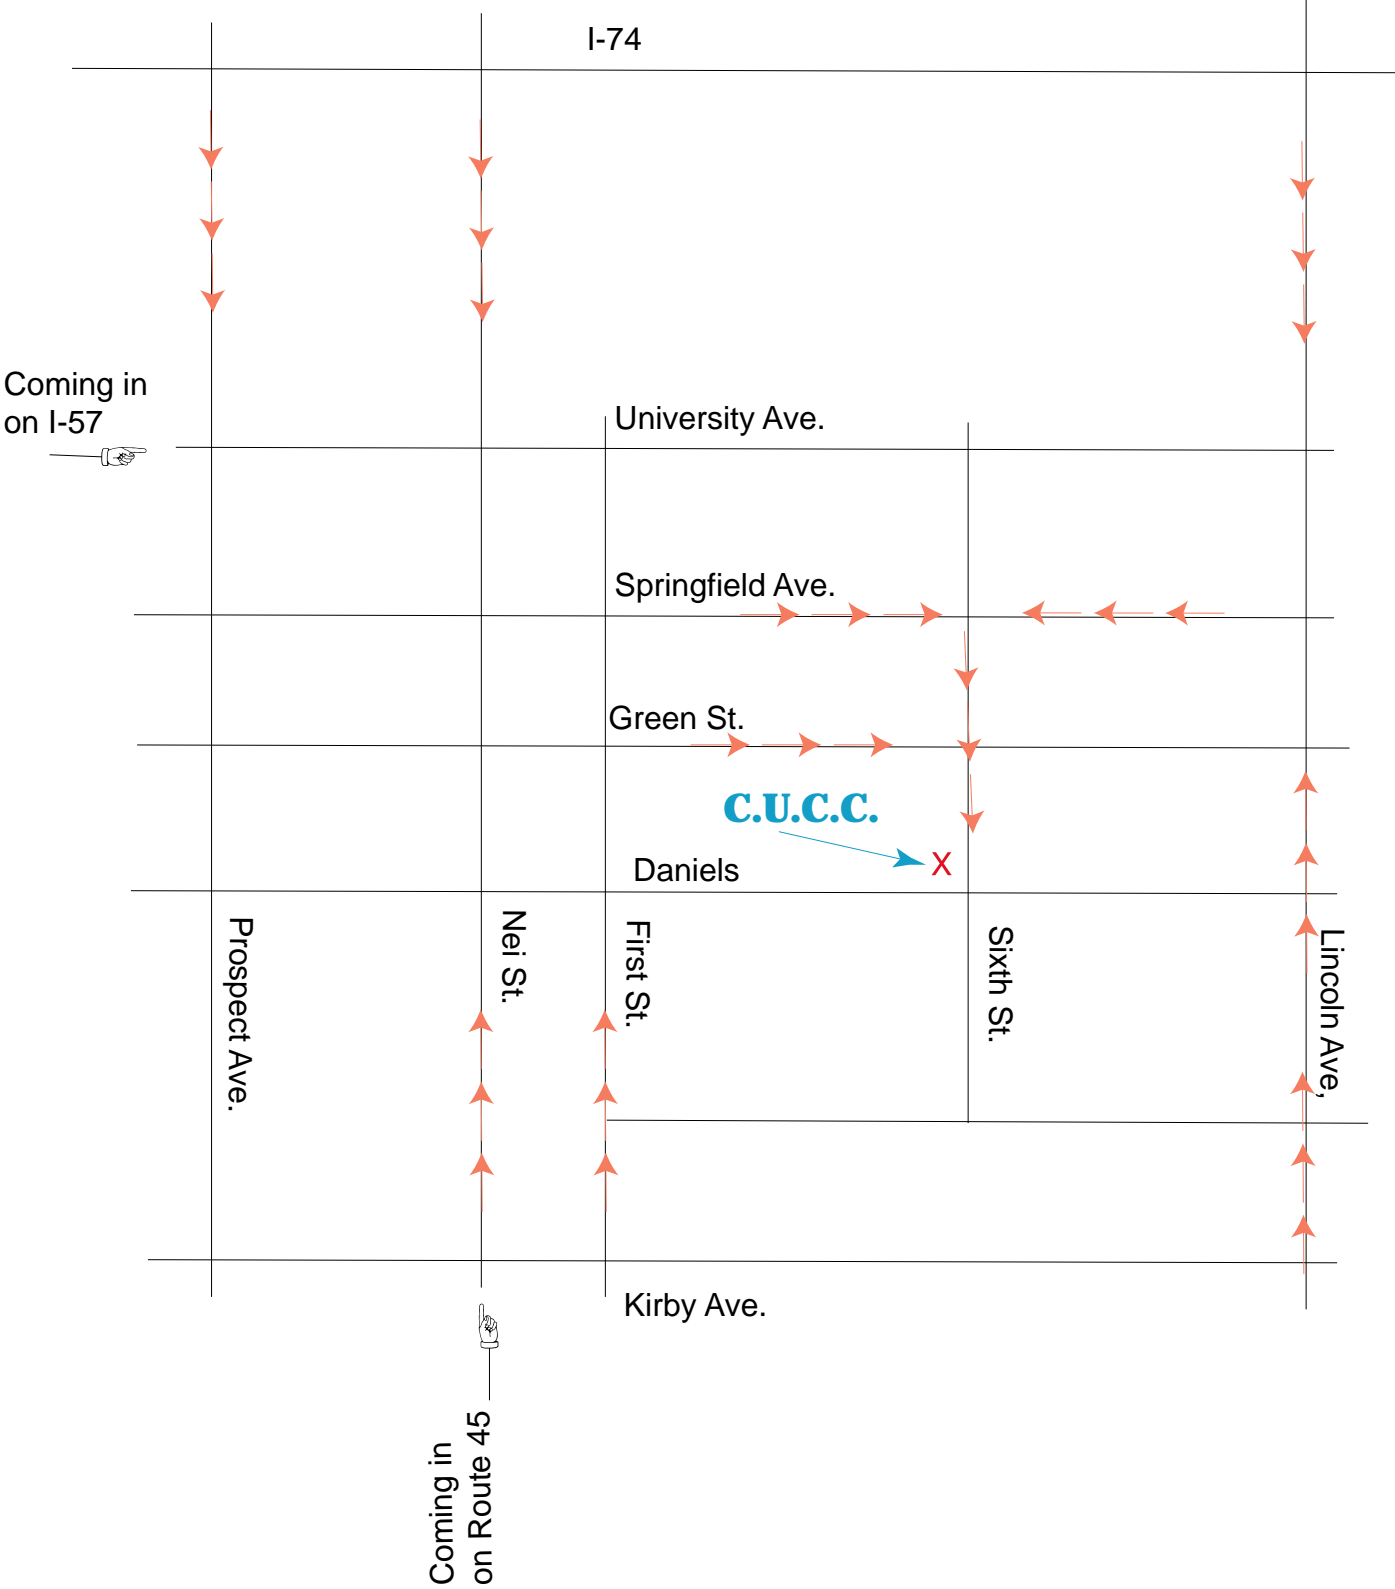 I-74
Coming in
on I-57
University Ave.
Springfield Ave.
Green St.
C.U.C.C.
X
Daniels
Prospect Ave.
Nei St.
First St.
Sixth St.
Lincoln Ave,
Kirby Ave.
Coming in
on Route 45